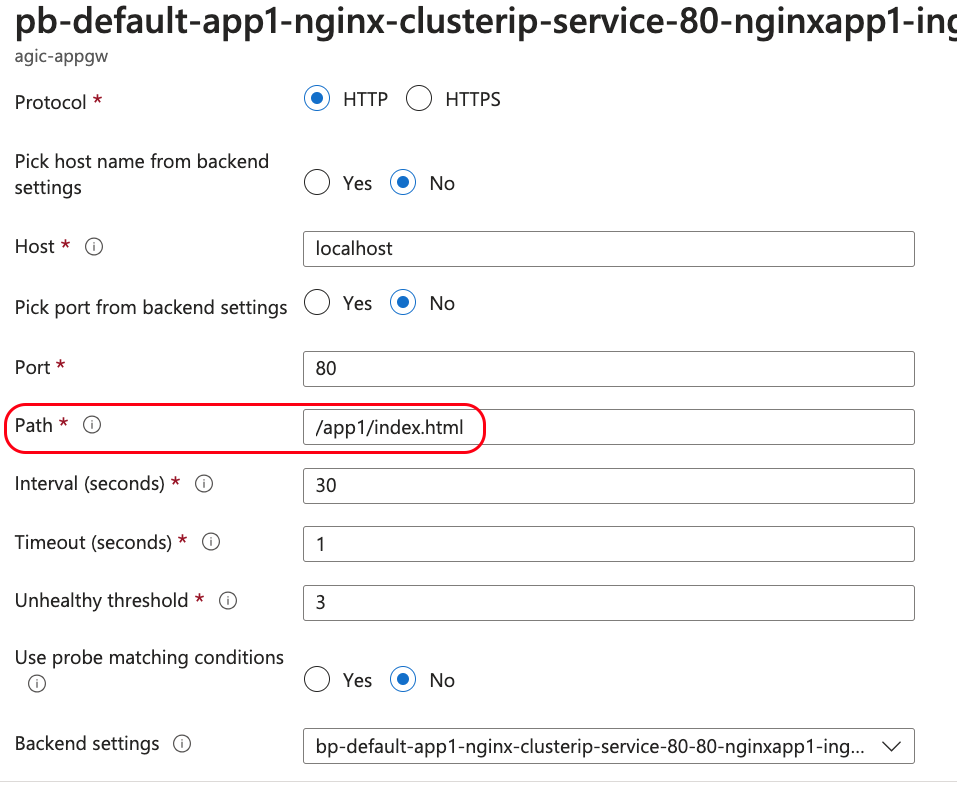 pb-default-app1-nginx-clusterip-service-80-nginxapp1-ing
agic-appgw
Protocol * HTTP HTTPS
Pick host name from backend
settings Yes No
Host * localhost
Pick port from backend settings Yes No
Port * 80
Path * /app1/index.html
Interval (seconds) * 30
Timeout (seconds) * 1
Unhealthy threshold * 3
Use probe matching conditions
Yes No
Backend settings bp-default-app1-nginx-clusterip-service-80-80-nginxapp1-ing...